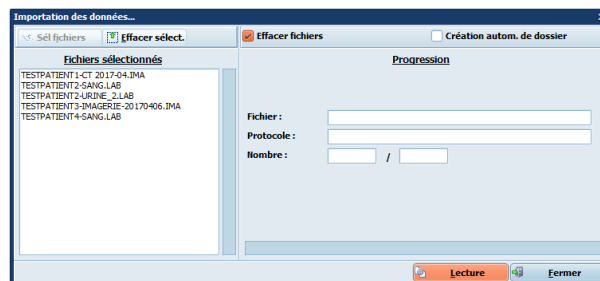 Importation des données...
Sél fichiers
Effacer sélect.
Effacer fichiers
Création autom. de dossier
Fichiers sélectionnés
TESTPATIENT1-CT 2017-04.IMA
TESTPATIENT2-SANG.LAB
TESTPATIENT2-URINE_2.LAB
TESTPATIENT3-IMAGERIE-20170406.IMA
TESTPATIENT4-SANG.LAB
Progression
Fichier :
Protocole :
Nombre : /
Lecture
Fermer